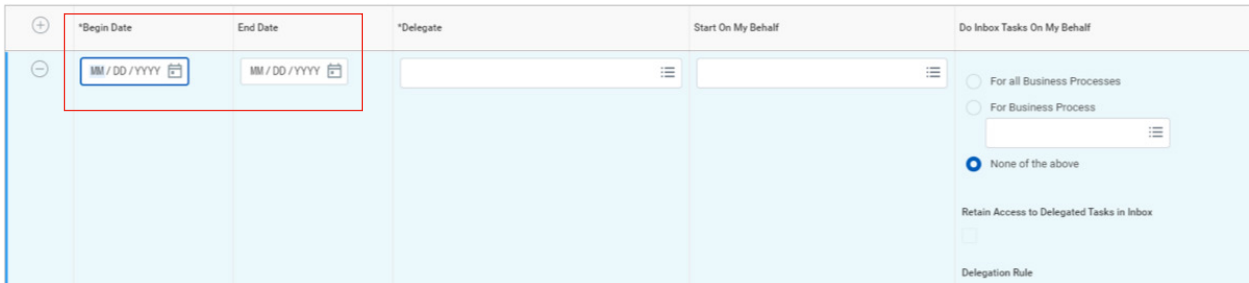 *Begin Date End Date *Delegate Start On My Behalf Do Inbox Tasks On My Behalf
MM / DD / YYYY MM / DD / YYYY
For all Business Processes
For Business Process
None of the above
Retain Access to Delegated Tasks in Inbox
Delegation Rule